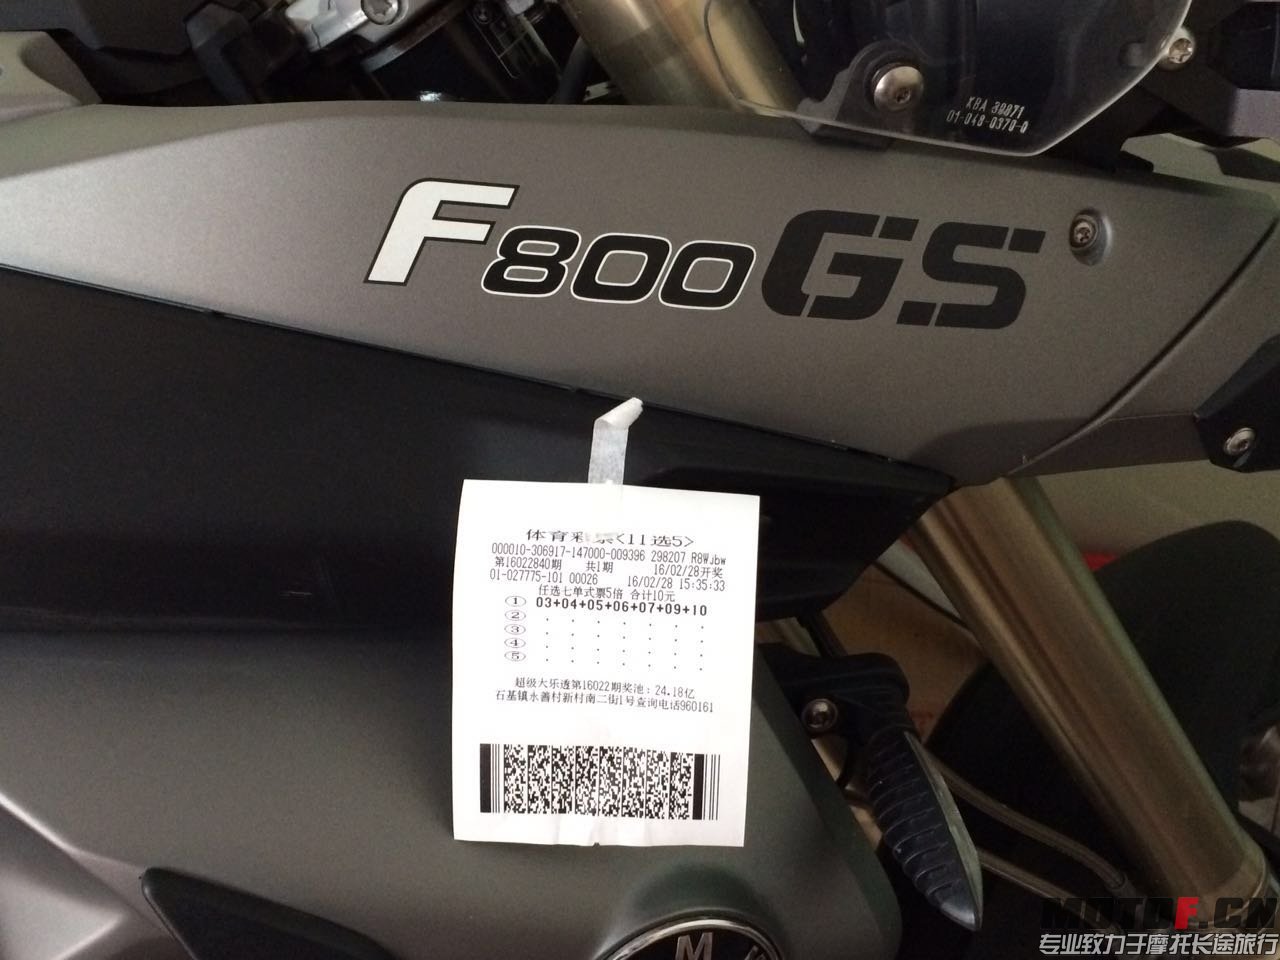 KBA 39871
01-048-0370-0
F800GS
体育彩票<11选5>
000010-306917-147000-009396 298207 R8WJbw
第16022840期 共1期 16/02/28开奖
01-027775-101 00026 16/02/28 15:35:33
任选七单式票5倍 合计10元
① 03+04+05+06+07+09+10
②
③
④
⑤
超级大乐透第16022期奖池：24.18亿
石基镇永善村新村南二街1号查询电话960161
M
MOTOF.CN
专业致力于摩托长途旅行